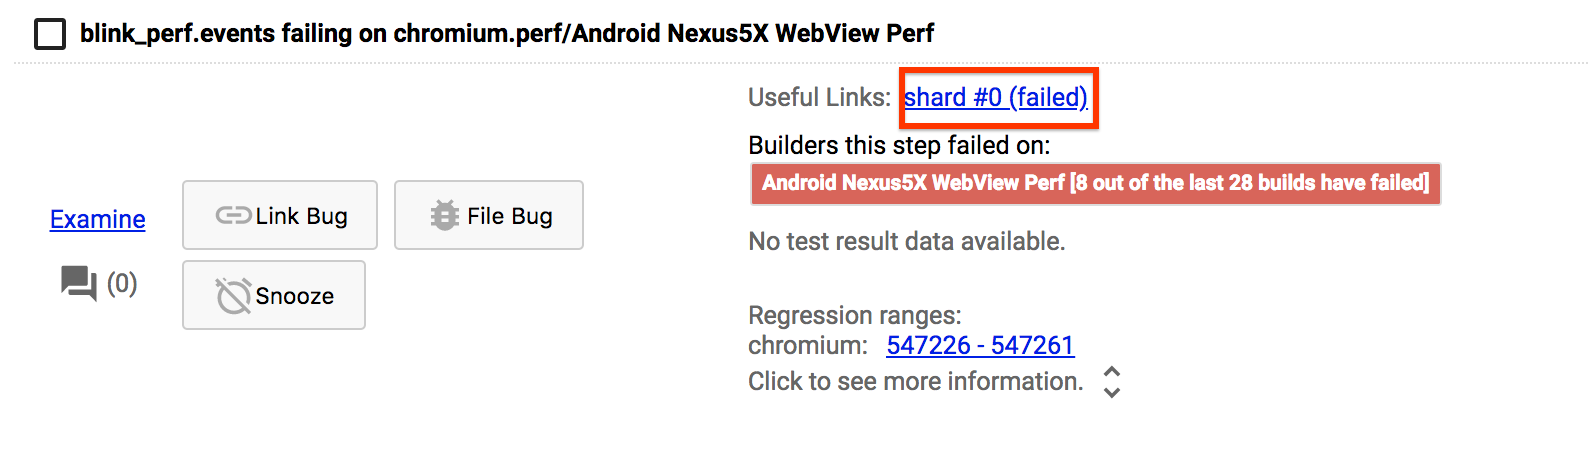 blink_perf.events failing on chromium.perf/Android Nexus5X WebView Perf
Useful Links: shard #0 (failed)
Builders this step failed on:
Android Nexus5X WebView Perf [8 out of the last 28 builds have failed]
Examine
Link Bug
File Bug
No test result data available.
(0)
Snooze
Regression ranges:
chromium: 547226 - 547261
Click to see more information.